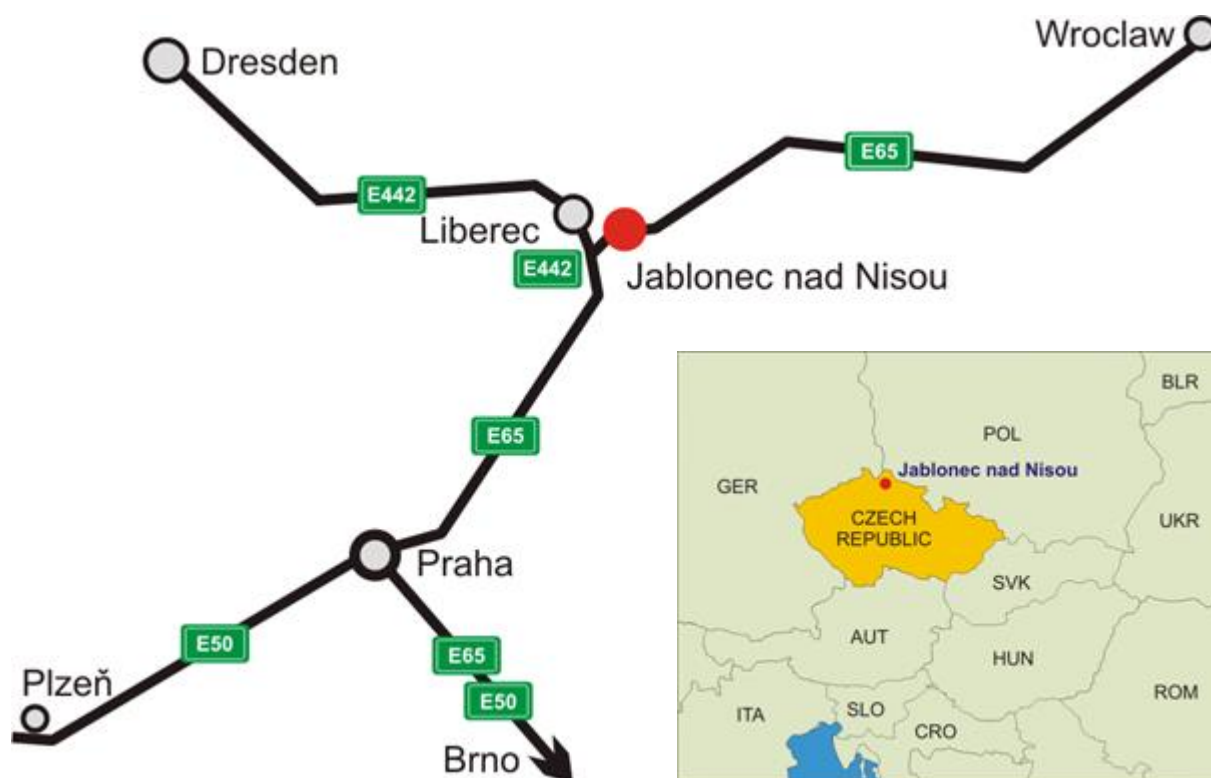 Dresden
Wroclaw
E65
E442
Liberec
E442
Jablonec nad Nisou
E65
Praha
E50
E65
E50
Plzeň
Brno
BLR
POL
Jablonec nad Nisou
GER
CZECH
REPUBLIC
UKR
SVK
AUT
HUN
ROM
ITA
SLO
CRO